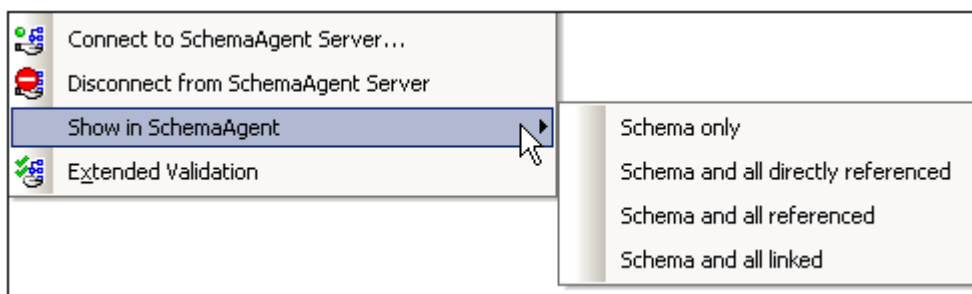 Connect to SchemaAgent Server...
Disconnect from SchemaAgent Server
Show in SchemaAgent
Extended Validation
Schema only
Schema and all directly referenced
Schema and all referenced
Schema and all linked